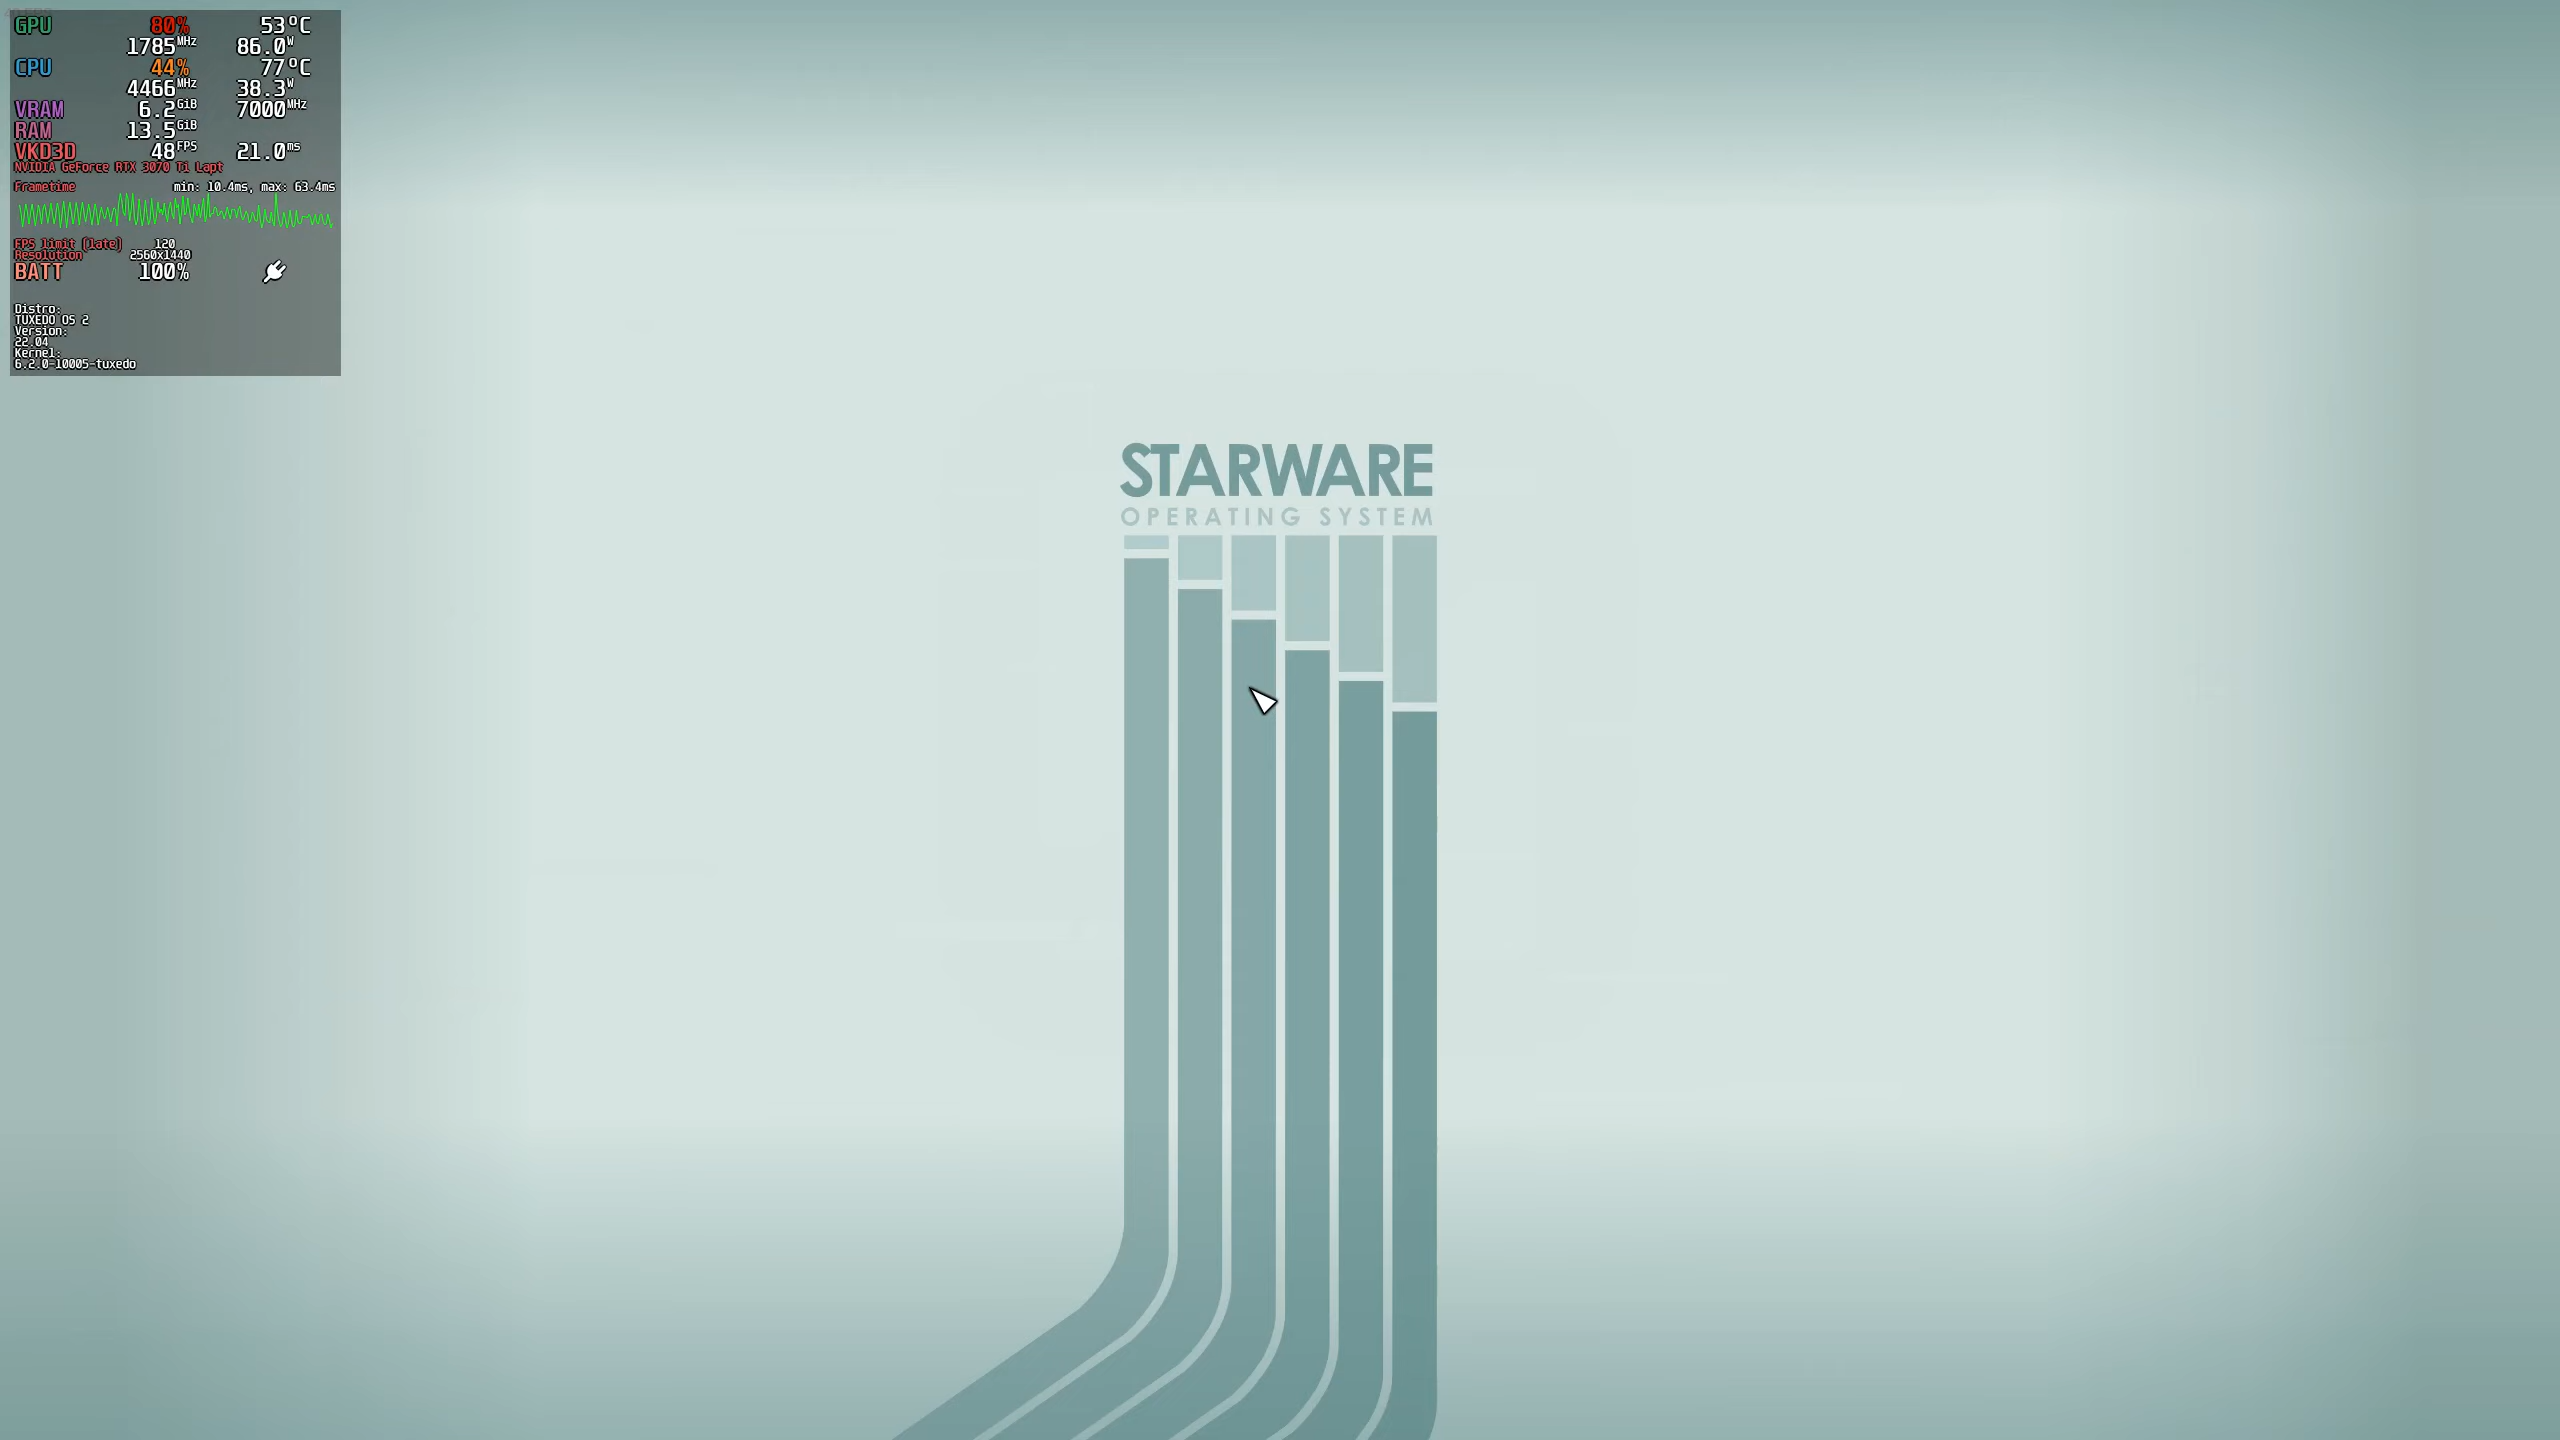 GPU 80% 53°C
1785MHz 86.0W
CPU 44% 77°C
4466MHz 38.3W
VRAM 6.2GiB 7000MHz
RAM 13.5GiB
VKD3D 48FPS 21.0ms
NVIDIA GeForce RTX 3070 Ti Lapt
Frametime min: 10.4ms, max: 63.4ms
FPS limit (late) 120
Resolution 2560x1440
BATT 100%
Distro:
TUXEDO OS 2
Version:
22.04
Kernel:
6.2.0-10005-tuxedo
STARWARE
OPERATING SYSTEM